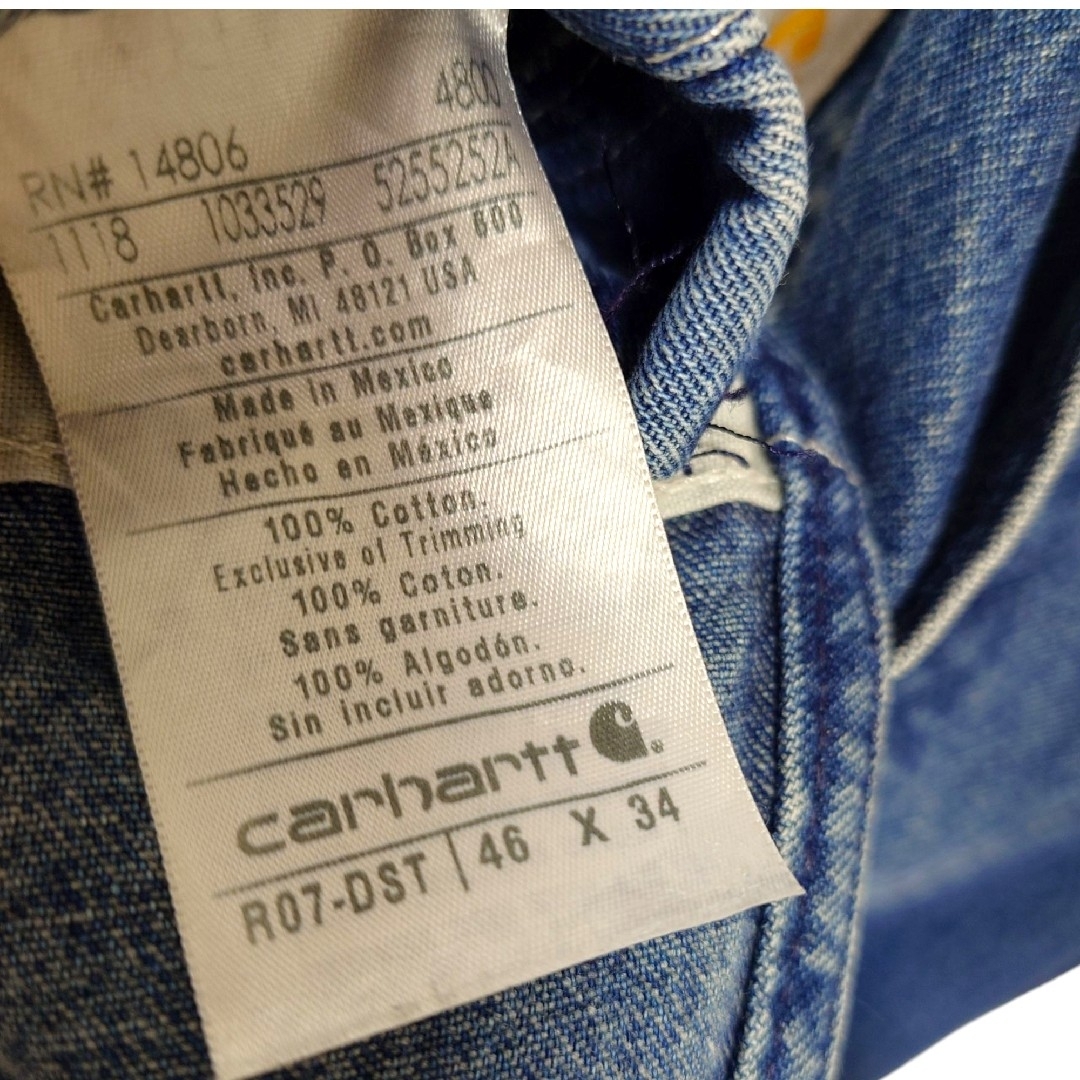 4800
RN# 14806
1118 1033529 5255252A
Carhartt, Inc. P. O. Box 600
Dearborn, MI 48121 USA
carhartt.com
Made in Mexico
Fabriqué au Mexique
Hecho en México
100% Cotton.
Exclusive of Trimming
100% Coton.
Sans garniture.
100% Algodón.
Sin incluir adorno.
carhartt ®
R07-DST | 46 X 34